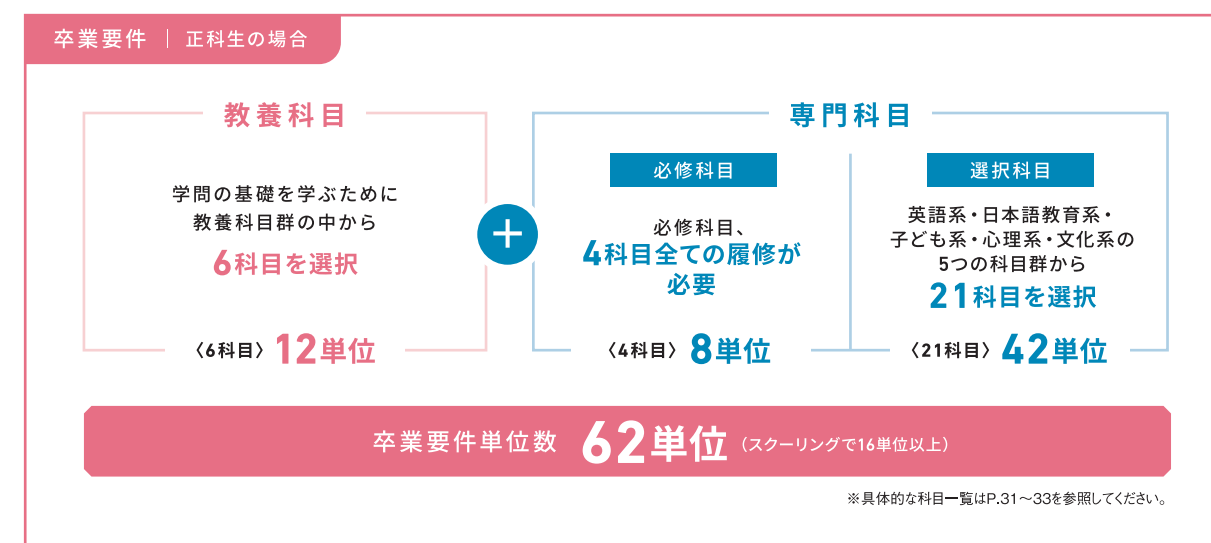 卒業要件｜正科生の場合
教養科目
学問の基礎を学ぶために
教養科目群の中から
6科目を選択
〈6科目〉12単位
+
専門科目
必修科目
必修科目、
4科目全ての履修が
必要
〈4科目〉8単位
選択科目
英語系・日本語教育系・
子ども系・心理系・文化系の
5つの科目群から
21科目を選択
〈21科目〉42単位
卒業要件単位数 62単位（スクーリングで16単位以上）
※具体的な科目一覧はP.31〜33を参照してください。